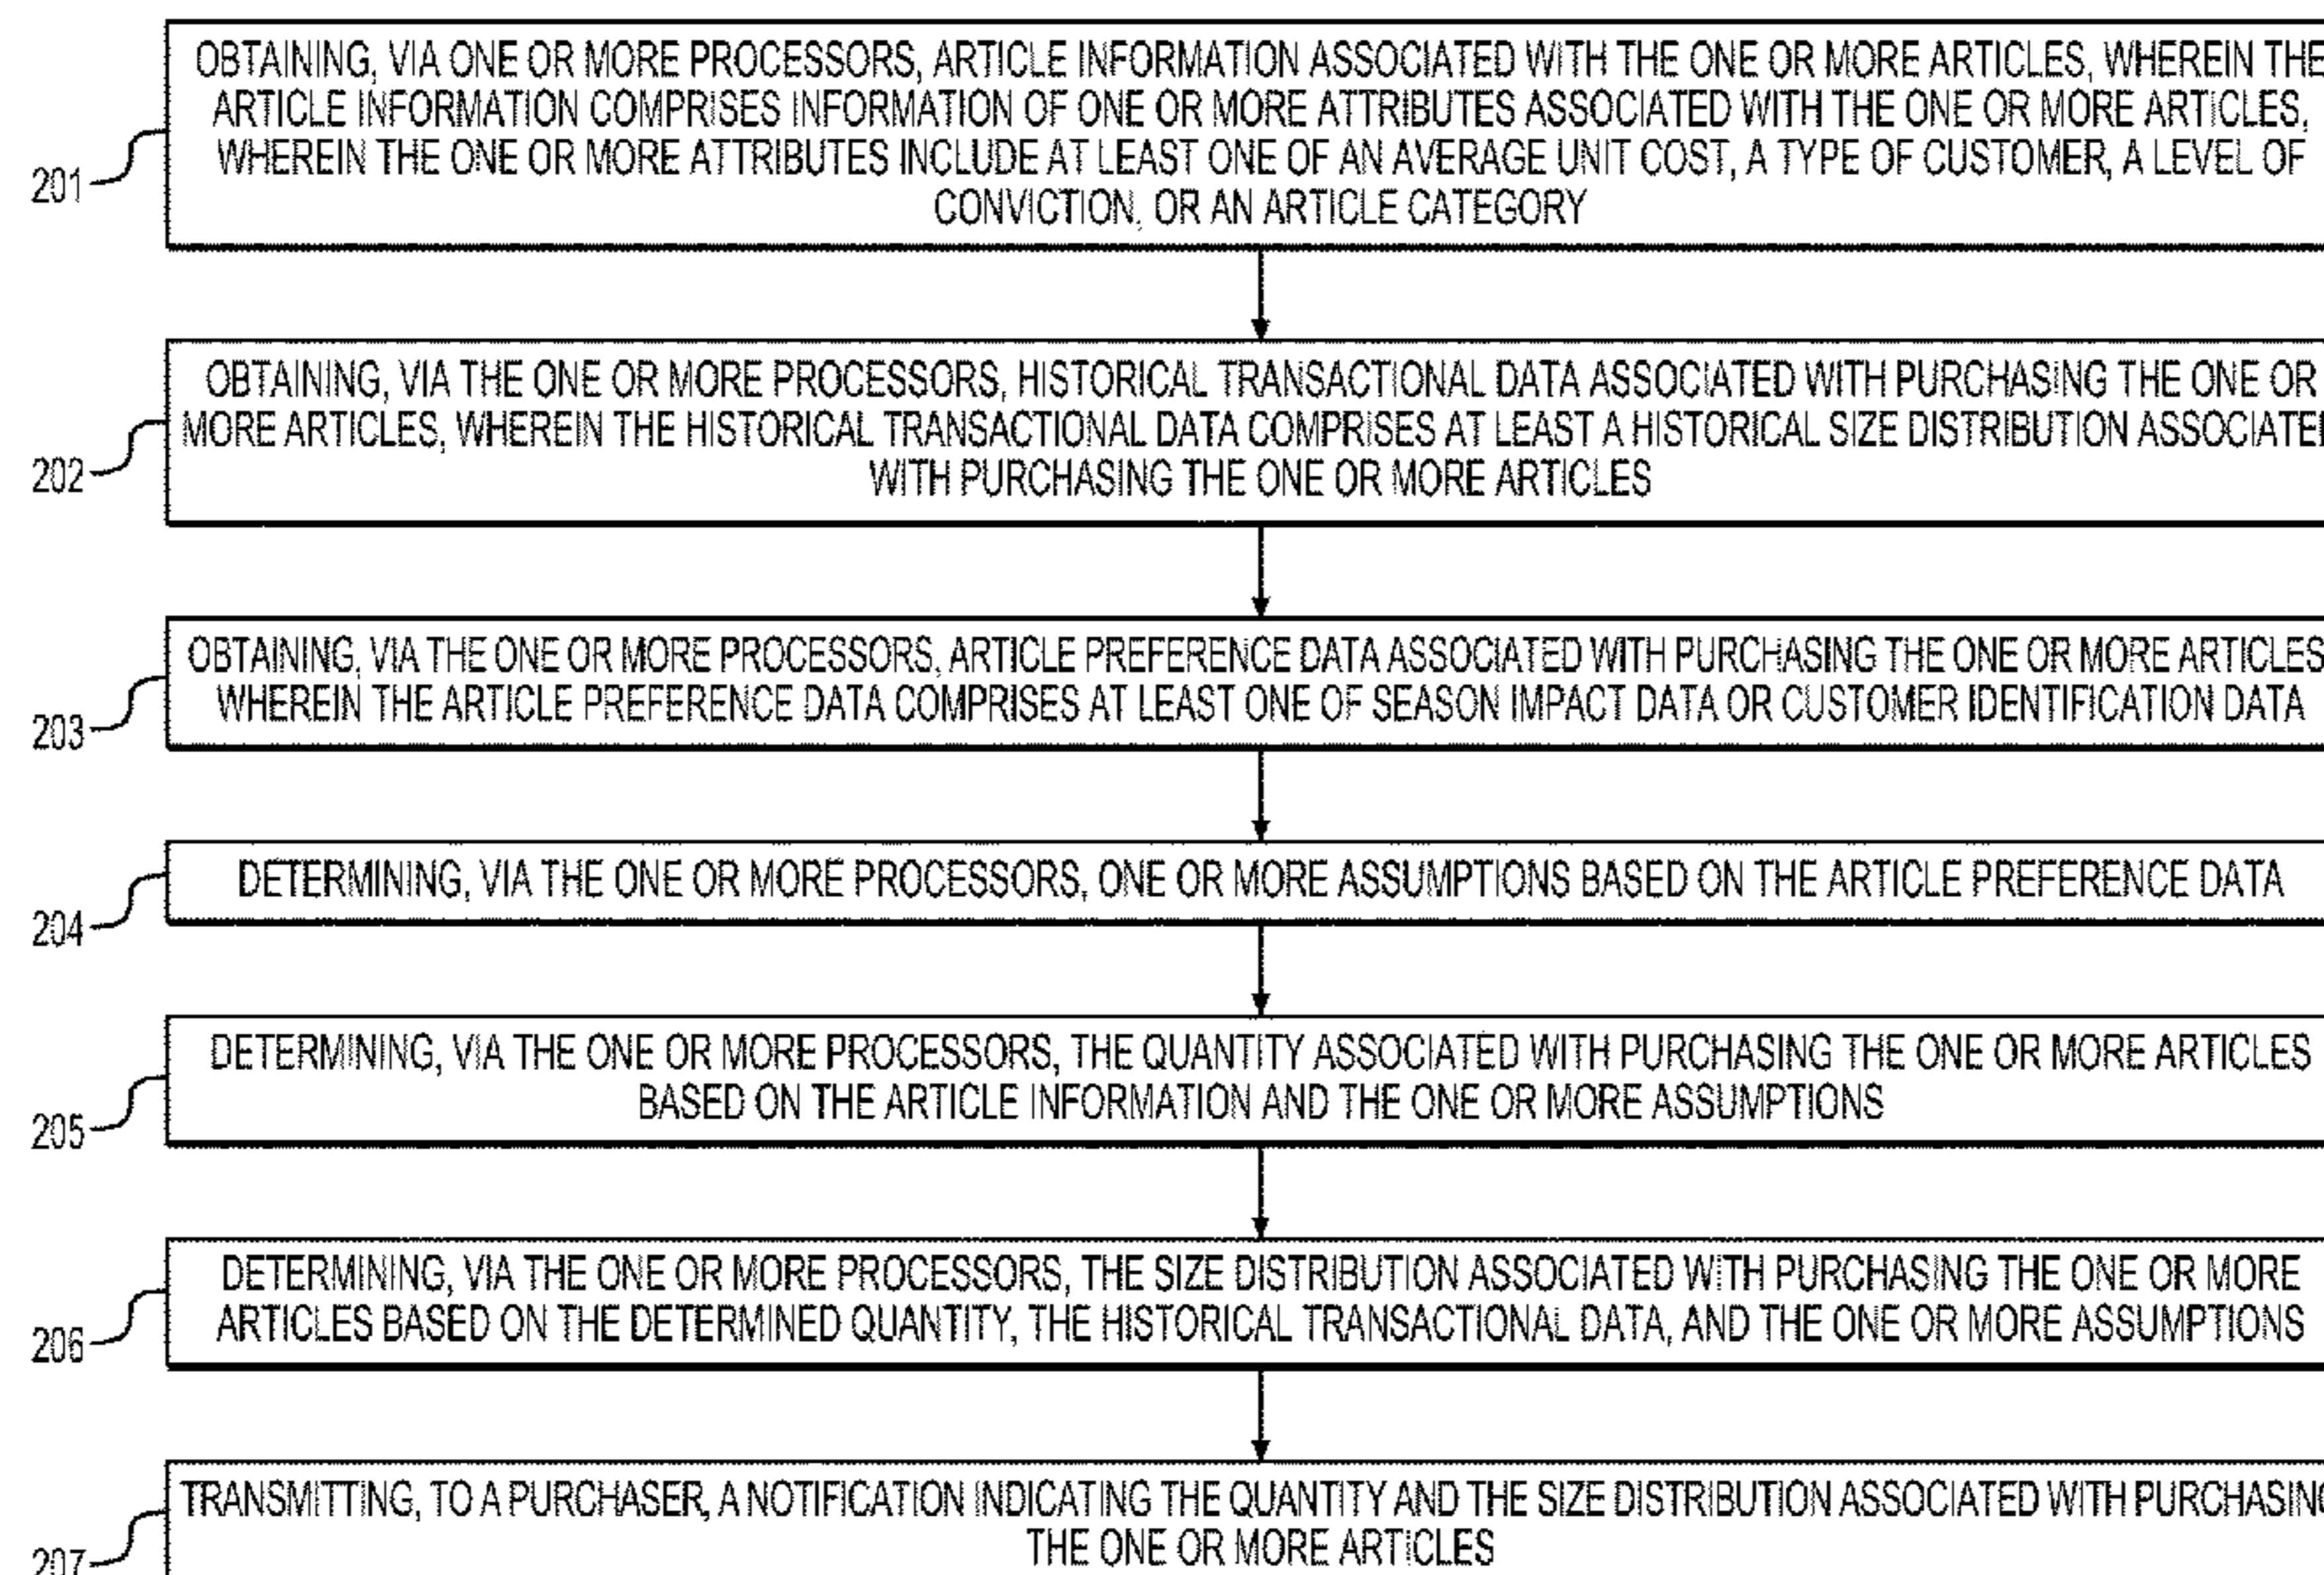 OBTAINING, VIA ONE OR MORE PROCESSORS, ARTICLE INFORMATION ASSOCIATED WITH THE ONE OR MORE ARTICLES, WHEREIN THE
ARTICLE INFORMATION COMPRISES INFORMATION OF ONE OR MORE ATTRIBUTES ASSOCIATED WITH THE ONE OR MORE ARTICLES,
WHEREIN THE ONE OR MORE ATTRIBUTES INCLUDE AT LEAST ONE OF AN AVERAGE UNIT COST, A TYPE OF CUSTOMER, A LEVEL OF
CONVICTION, OR AN ARTICLE CATEGORY
201
OBTAINING, VIA THE ONE OR MORE PROCESSORS, HISTORICAL TRANSACTIONAL DATA ASSOCIATED WITH PURCHASING THE ONE OR
MORE ARTICLES, WHEREIN THE HISTORICAL TRANSACTIONAL DATA COMPRISES AT LEAST A HISTORICAL SIZE DISTRIBUTION ASSOCIATED
WITH PURCHASING THE ONE OR MORE ARTICLES
202
OBTAINING, VIA THE ONE OR MORE PROCESSORS, ARTICLE PREFERENCE DATA ASSOCIATED WITH PURCHASING THE ONE OR MORE ARTICLES
WHEREIN THE ARTICLE PREFERENCE DATA COMPRISES AT LEAST ONE OF SEASON IMPACT DATA OR CUSTOMER IDENTIFICATION DATA
203
DETERMINING, VIA THE ONE OR MORE PROCESSORS, ONE OR MORE ASSUMPTIONS BASED ON THE ARTICLE PREFERENCE DATA
204
DETERMINING, VIA THE ONE OR MORE PROCESSORS, THE QUANTITY ASSOCIATED WITH PURCHASING THE ONE OR MORE ARTICLES
BASED ON THE ARTICLE INFORMATION AND THE ONE OR MORE ASSUMPTIONS
205
DETERMINING, VIA THE ONE OR MORE PROCESSORS, THE SIZE DISTRIBUTION ASSOCIATED WITH PURCHASING THE ONE OR MORE
ARTICLES BASED ON THE DETERMINED QUANTITY, THE HISTORICAL TRANSACTIONAL DATA, AND THE ONE OR MORE ASSUMPTIONS
206
TRANSMITTING, TO A PURCHASER, A NOTIFICATION INDICATING THE QUANTITY AND THE SIZE DISTRIBUTION ASSOCIATED WITH PURCHASING
THE ONE OR MORE ARTICLES
207